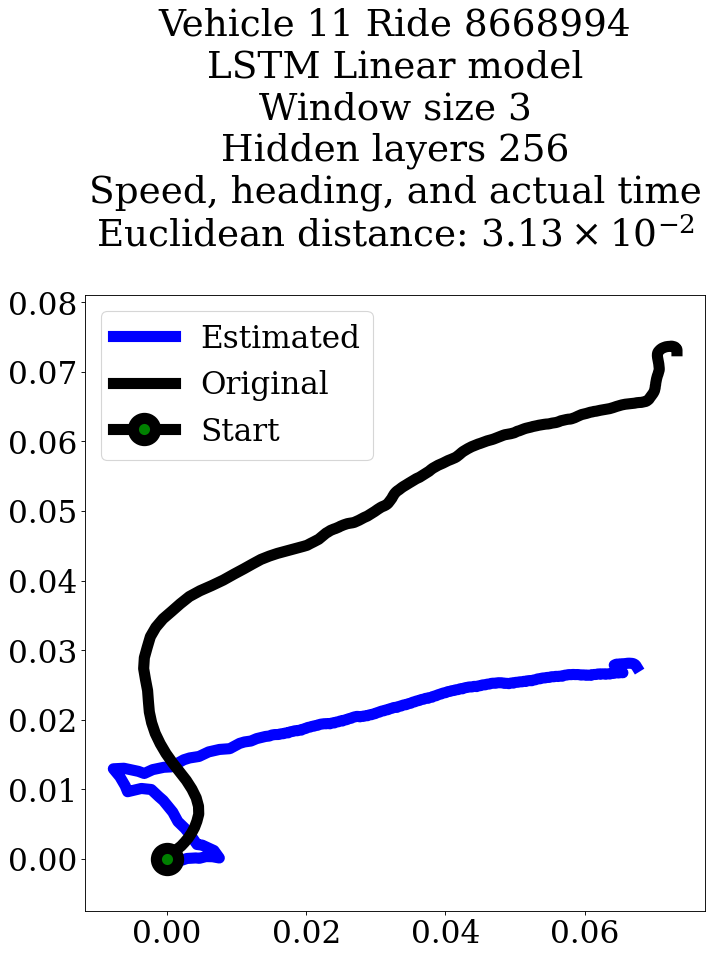 Vehicle 11 Ride 8668994
LSTM Linear model
Window size 3
Hidden layers 256
Speed, heading, and actual time
Euclidean distance: 3.13 × 10⁻²
0.08
0.07
0.06
0.05
0.04
0.03
0.02
0.01
0.00
Estimated
Original
Start
0.00 0.02 0.04 0.06